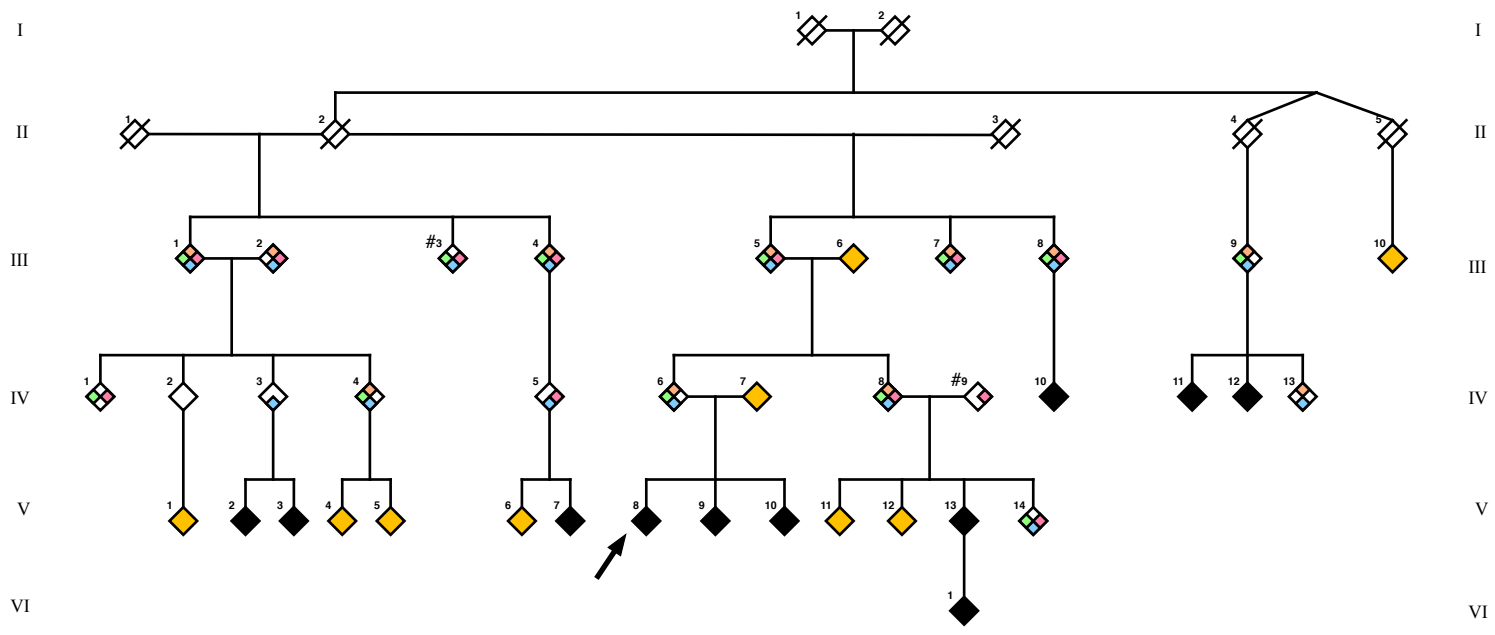 I 1 2 I
II 1 2 3 4 5 II
III 1 2 #3 4 5 6 7 8 9 10 III
IV 1 2 3 4 5 6 7 8 #9 10 11 12 13 IV
V 1 2 3 4 5 6 7 8 9 10 11 12 13 14 V
VI 1 VI